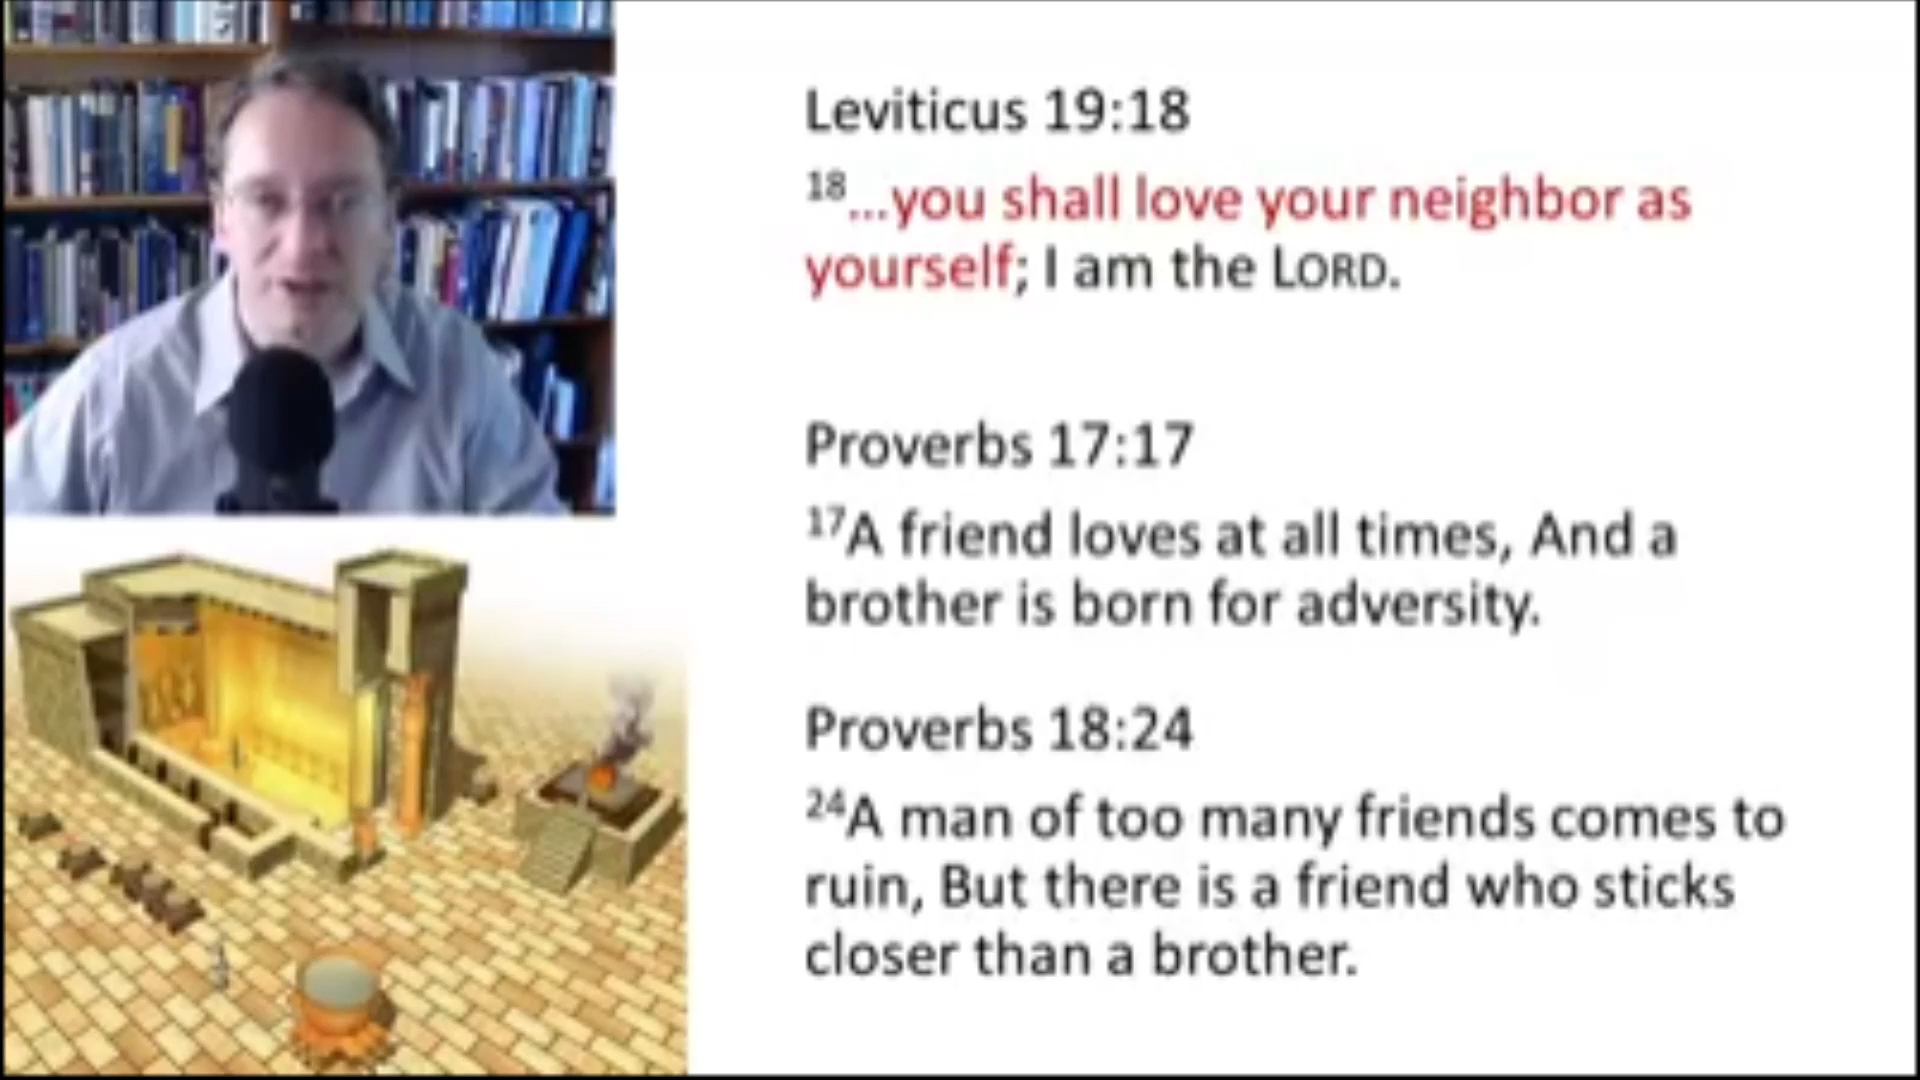 Leviticus 19:18
18...you shall love your neighbor as
yourself; I am the LORD.
Proverbs 17:17
17A friend loves at all times, And a
brother is born for adversity.
Proverbs 18:24
24A man of too many friends comes to
ruin, But there is a friend who sticks
closer than a brother.